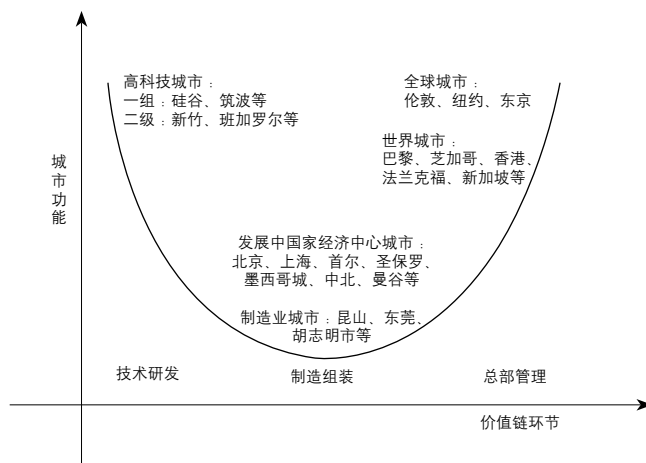 高科技城市：
一组：硅谷、筑波等
二级：新竹、班加罗尔等
全球城市：
伦敦、纽约、东京
世界城市：
巴黎、芝加哥、香港、
法兰克福、新加坡等
城市功能
发展中国家经济中心城市：
北京、上海、首尔、圣保罗、
墨西哥城、中北、曼谷等
制造业城市：昆山、东莞、
胡志明市等
技术研发
制造组装
总部管理
价值链环节